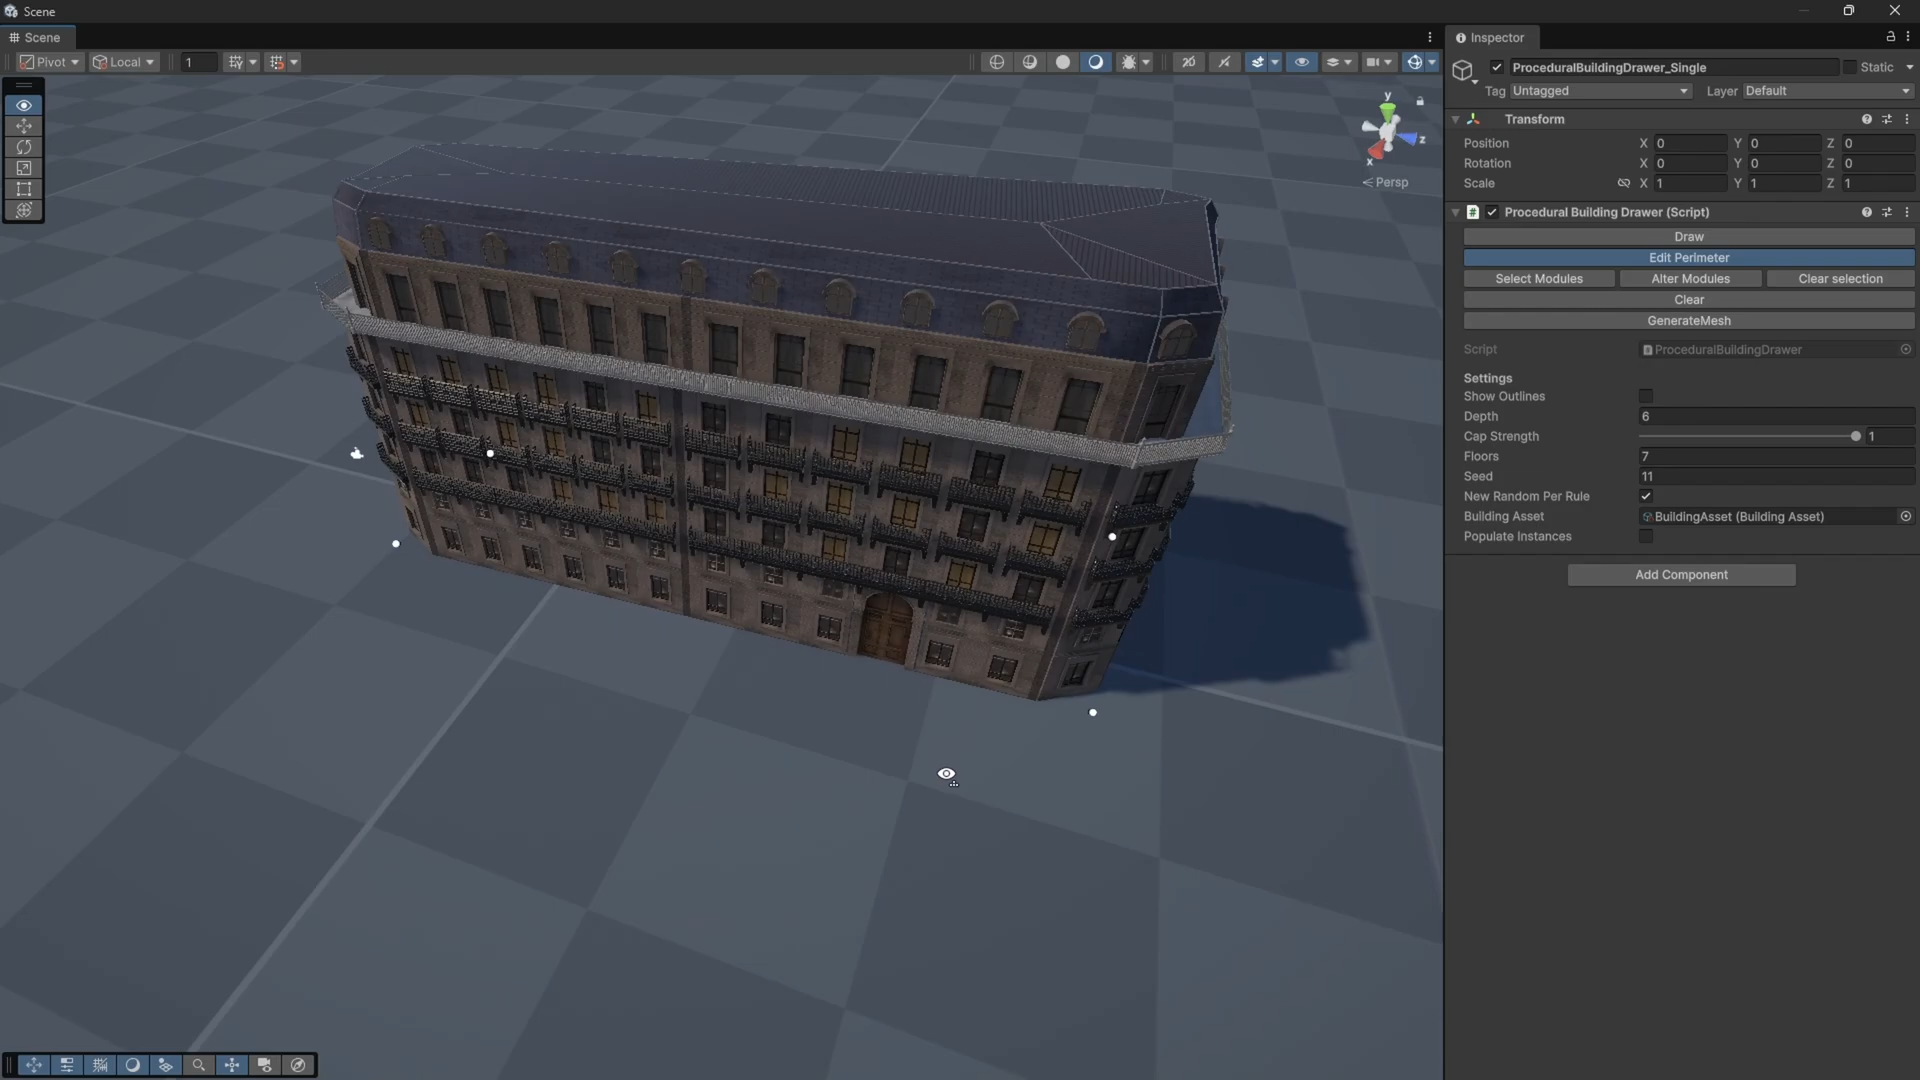 Scene
Scene
Pivot Local 1
2D
y
z
x
Persp
Inspector
ProceduralBuildingDrawer_Single Static
Tag Untagged Layer Default
Transform
Position X 0 Y 0 Z 0
Rotation X 0 Y 0 Z 0
Scale X 1 Y 1 Z 1
# Procedural Building Drawer (Script)
Draw
Edit Perimeter
Select Modules Alter Modules Clear selection
Clear
GenerateMesh
Script ProceduralBuildingDrawer
Settings
Show Outlines
Depth 6
Cap Strength 1
Floors 7
Seed 11
New Random Per Rule
Building Asset BuildingAsset (Building Asset)
Populate Instances
Add Component